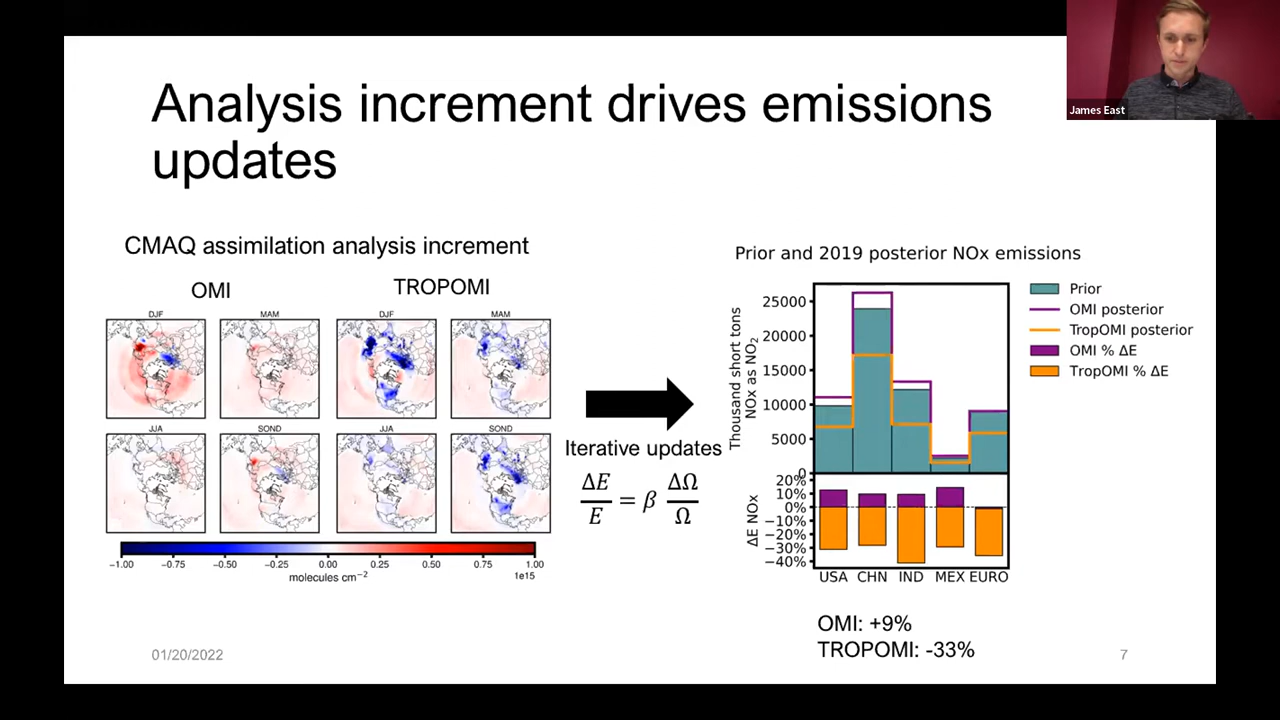 James East
Analysis increment drives emissions
updates
CMAQ assimilation analysis increment
OMI
TROPOMI
DJF
MAM
DJF
MAM
JJA
SOND
JJA
SOND
−1.00 −0.75 −0.50 −0.25 0.00 0.25 0.50 0.75 1.00
molecules cm⁻²
1e15
Iterative updates
ΔE/E = β ΔΩ/Ω
Prior and 2019 posterior NOx emissions
Thousand short tons
NOx as NO₂
25000
20000
15000
10000
5000
0
20%
10%
0%
−10%
−20%
−30%
−40%
ΔE NOx
USA CHN IND MEX EURO
Prior
OMI posterior
TropOMI posterior
OMI % ΔE
TropOMI % ΔE
OMI: +9%
TROPOMI: -33%
01/20/2022
7